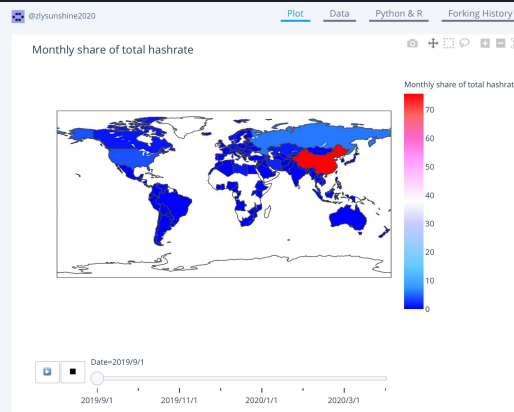 @zlysunshine2020
Plot Data Python & R Forking History
Monthly share of total hashrate
Monthly share of total hashrat
70
60
50
40
30
20
10
0
Date=2019/9/1
2019/9/1 2019/11/1 2020/1/1 2020/3/1